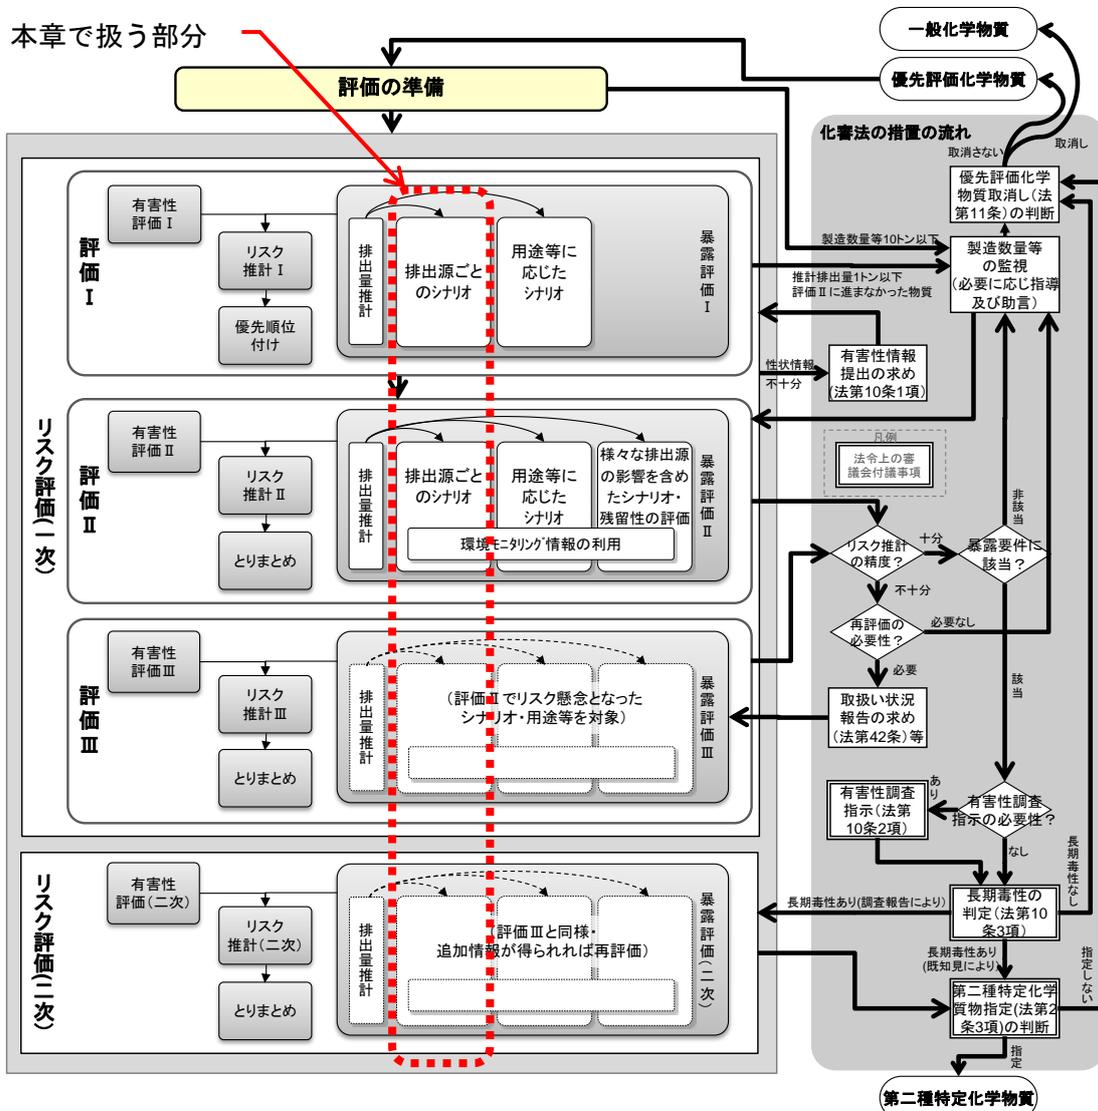 本章で扱う部分
一般化学物質
優先評価化学物質
評価の準備
化審法の措置の流れ
取消さない
取消し
優先評価化学
物質取消し(法
第11条)の判断
製造数量等10トン以下
製造数量等
の監視
(必要に応じ指導
及び助言)
推計排出量1トン以下
評価Ⅱに進まなかった物質
リスク評価(一次)
評価Ⅰ
有害性
評価Ⅰ
リスク
推計Ⅰ
優先順位
付け
排出量推計
排出源ごと
のシナリオ
用途等に
応じた
シナリオ
暴露評価Ⅰ
性状情報
不十分
有害性情報
提出の求め
(法第10条1項)
評価Ⅱ
有害性
評価Ⅱ
リスク
推計Ⅱ
とりまとめ
排出量推計
排出源ごと
のシナリオ
用途等に
応じた
シナリオ
様々な排出源
の影響を含め
たシナリオ・
残留性の評価
環境モニタリング情報の利用
暴露評価Ⅱ
凡例
法令上の審
議会付議事項
リスク推計
の精度?
十分
暴露要件に
該当?
非該当
不十分
再評価の
必要性?
必要なし
必要
該当
取扱い状況
報告の求め
(法第42条)等
評価Ⅲ
有害性
評価Ⅲ
リスク
推計Ⅲ
とりまとめ
排出量推計
(評価Ⅱでリスク懸念となった
シナリオ・用途等を対象)
暴露評価Ⅲ
有害性調査
指示(法第
10条2項)
あり
有害性調査
指示の必要性?
なし
長期毒性なし
リスク評価(二次)
有害性
評価(二次)
リスク
推計(二次)
とりまとめ
排出量推計
(評価Ⅲと同様・
追加情報が得られれば再評価)
暴露評価(二次)
長期毒性あり(調査報告により)
長期毒性の
判定(法第10
条3項)
長期毒性あり
(既知見により)
指定しない
第二種特定化学
質物指定(法第2
条3項)の判断
指定
第二種特定化学物質